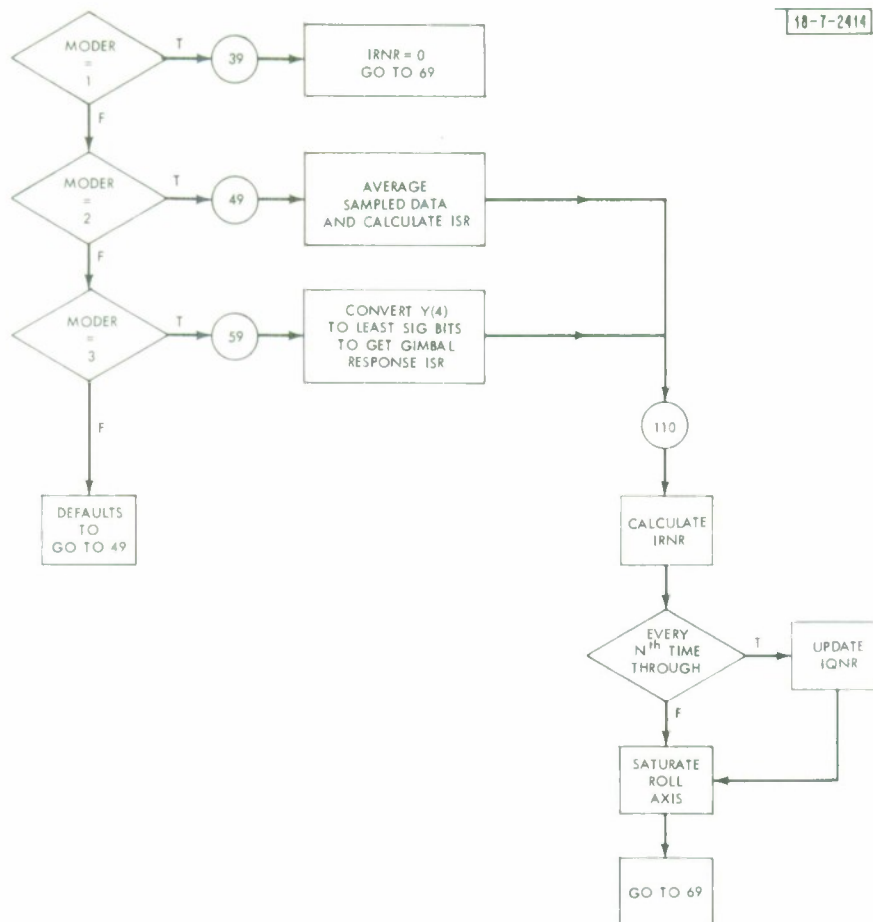 18-7-2414
MODER
=
1
T
39
IRNR = 0
GO TO 69
F
MODER
=
2
T
49
AVERAGE
SAMPLED DATA
AND CALCULATE ISR
F
MODER
=
3
T
59
CONVERT Y(4)
TO LEAST SIG BITS
TO GET GIMBAL
RESPONSE ISR
F
110
DEFAULTS
TO
GO TO 49
CALCULATE
IRNR
EVERY
Nth TIME
THROUGH
T
UPDATE
IQNR
F
SATURATE
ROLL
AXIS
GO TO 69